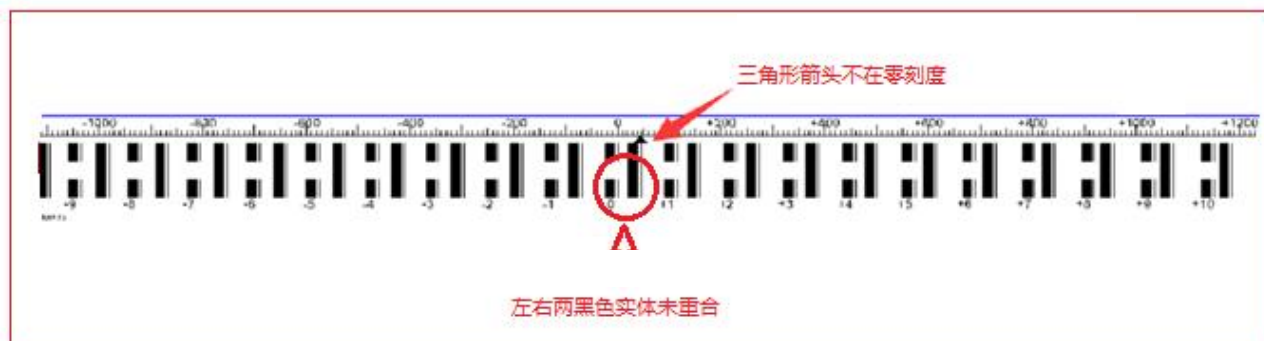 三角形箭头不在零刻度
-1000 -800 -600 -400 -200 0 +200 +400 +600 +800 +1000 +1200
-9 -8 -7 -6 -5 -4 -3 -2 -1 0 +1 +2 +3 +4 +5 +6 +7 +8 +9 +10
左右两黑色实体未重合